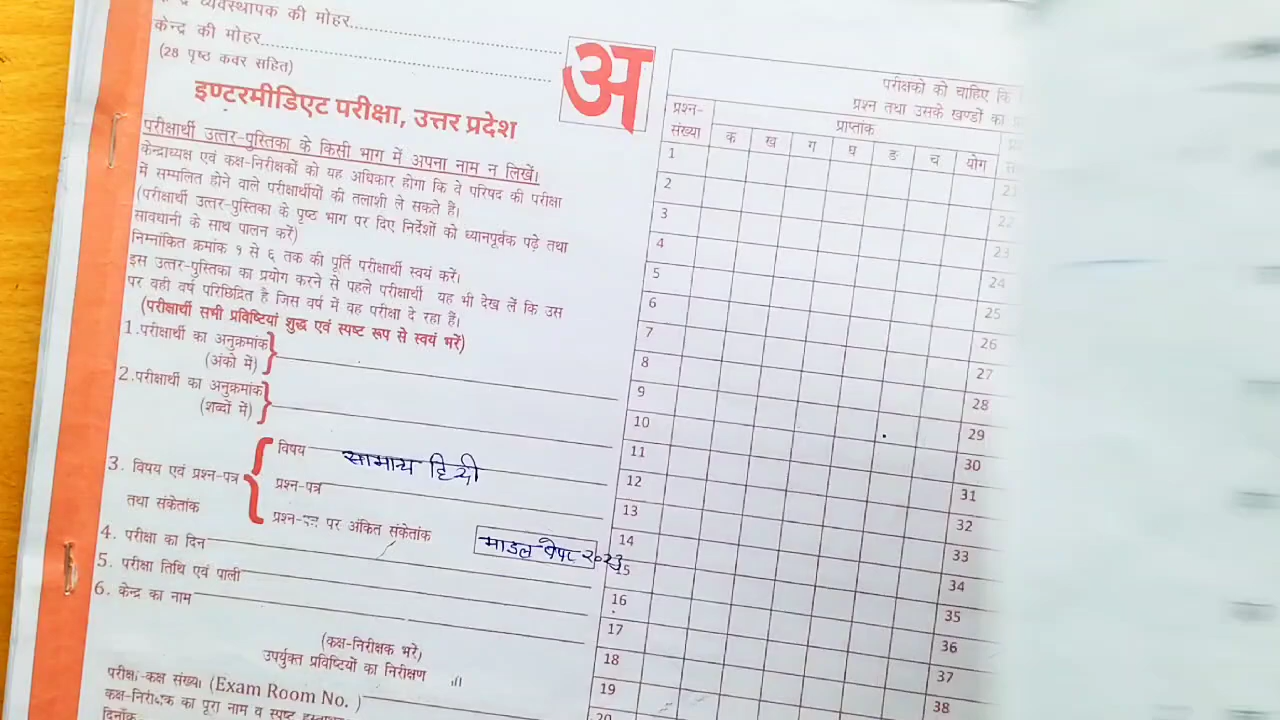 व्यवस्थापक की मोहर
केन्द्र की मोहर
(28 पृष्ठ कवर सहित)
अ
इण्टरमीडिएट परीक्षा, उत्तर प्रदेश
परीक्षार्थी उत्तर-पुस्तिका के किसी भाग में अपना नाम न लिखें।
केन्द्राध्यक्ष एवं कक्ष-निरीक्षकों को यह अधिकार होगा कि वे परिषद की परीक्षा
में सम्मलित होने वाले परीक्षार्थीयों की तलाशी ले सकते हैं।
(परीक्षार्थी उत्तर-पुस्तिका के पृष्ठ भाग पर दिए निर्देशों को ध्यानपूर्वक पढ़े तथा
सावधानी के साथ पालन करें)
निम्नांकित क्रमांक १ से ६ तक की पूर्ति परीक्षार्थी स्वयं करें।
इस उत्तर-पुस्तिका का प्रयोग करने से पहले परीक्षार्थी यह भी देख लें कि उस
पर वही वर्ष परिछिद्रित है जिस वर्ष में वह परीक्षा दे रहा है।
(परीक्षार्थी सभी प्रविष्टियां शुद्ध एवं स्पष्ट रूप से स्वयं भरें)
1.परीक्षार्थी का अनुक्रमांक
(अंको में)
2.परीक्षार्थी का अनुक्रमांक
(शब्दों में)
विषय सामान्य हिन्दी
3. विषय एवं प्रश्न-पत्र
प्रश्न-पत्र
तथा संकेतांक
प्रश्न-पत्र पर अंकित संकेतांक
माडल पेपर २०२३
4. परीक्षा का दिन
5. परीक्षा तिथि एवं पाली
6. केन्द्र का नाम
(कक्ष-निरीक्षक भरें)
उपर्युक्त प्रविष्टियों का निरीक्षण
परीक्षा-कक्ष संख्या (Exam Room No. )
कक्ष-निरीक्षक का पूरा नाम व स्पष्ट हस्ताक्षर
दिनाँक
परीक्षको को चाहिए कि
प्रश्न तथा उसके खण्डों का
प्रश्न-संख्या
प्राप्तांक
क ख ग घ ङ च योग
1 21
2 22
3 23
4 24
5 25
6 26
7 27
8 28
9 29
10 30
11 31
12 32
13 33
14 34
15 35
16 36
17 37
18 38
19
20